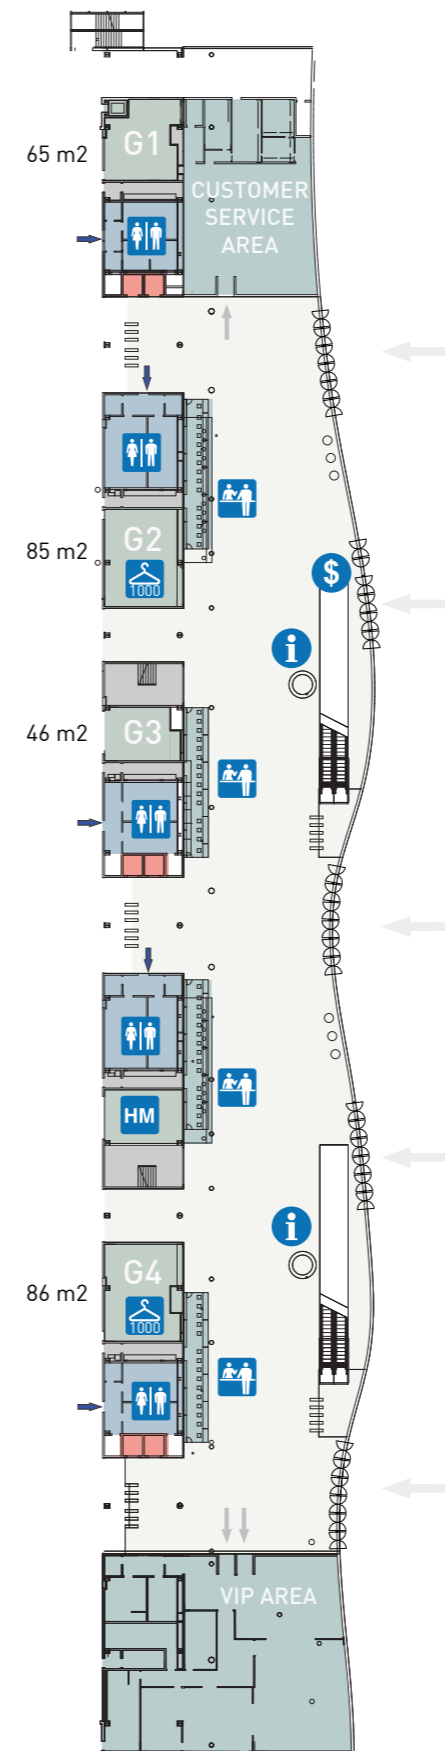 G1
65 m2
CUSTOMER
SERVICE
AREA
G2
85 m2
1000
$
i
G3
46 m2
HM
i
G4
86 m2
1000
VIP AREA